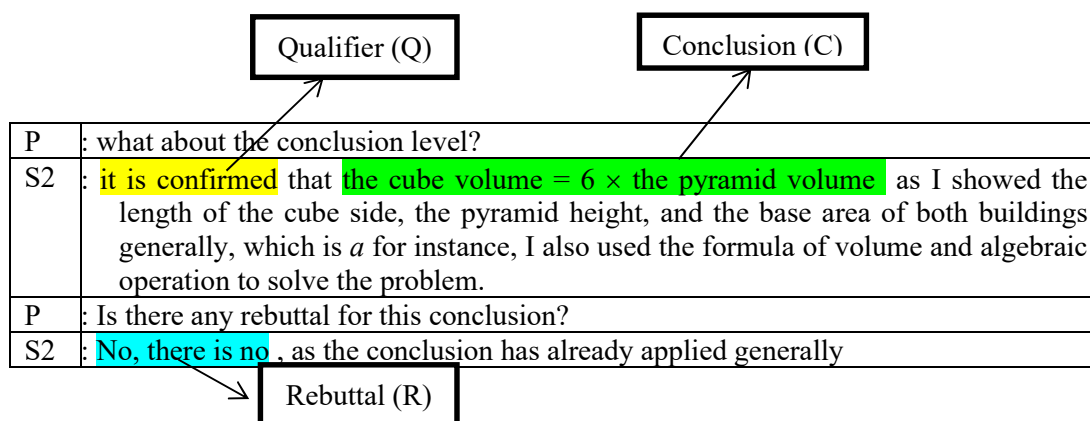 Qualifier (Q)
Conclusion (C)
P : what about the conclusion level?
S2 : it is confirmed that the cube volume = 6 × the pyramid volume as I showed the
length of the cube side, the pyramid height, and the base area of both buildings
generally, which is a for instance, I also used the formula of volume and algebraic
operation to solve the problem.
P : Is there any rebuttal for this conclusion?
S2 : No, there is no , as the conclusion has already applied generally
Rebuttal (R)